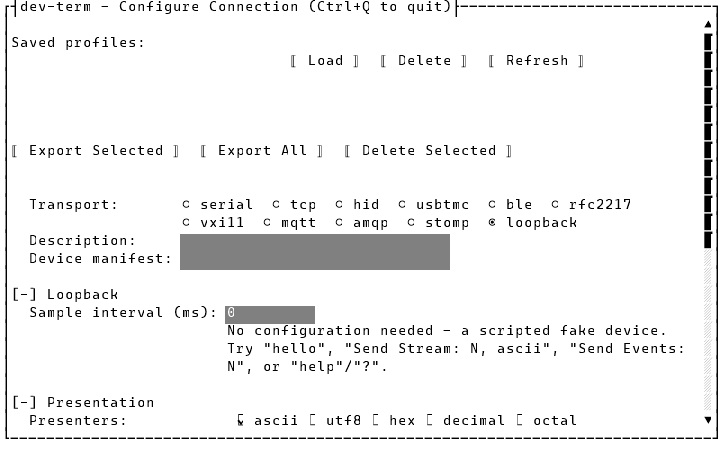 dev-term - Configure Connection (Ctrl+Q to quit)
Saved profiles:
[ Load ] [ Delete ] [ Refresh ]
[ Export Selected ] [ Export All ] [ Delete Selected ]
Transport: serial tcp hid usbtmc ble rfc2217
vxi11 mqtt amqp stomp loopback
Description:
Device manifest:
[-] Loopback
Sample interval (ms): 0
No configuration needed - a scripted fake device.
Try "hello", "Send Stream: N, ascii", "Send Events:
N", or "help"/"?".
[-] Presentation
Presenters: ascii utf8 hex decimal octal